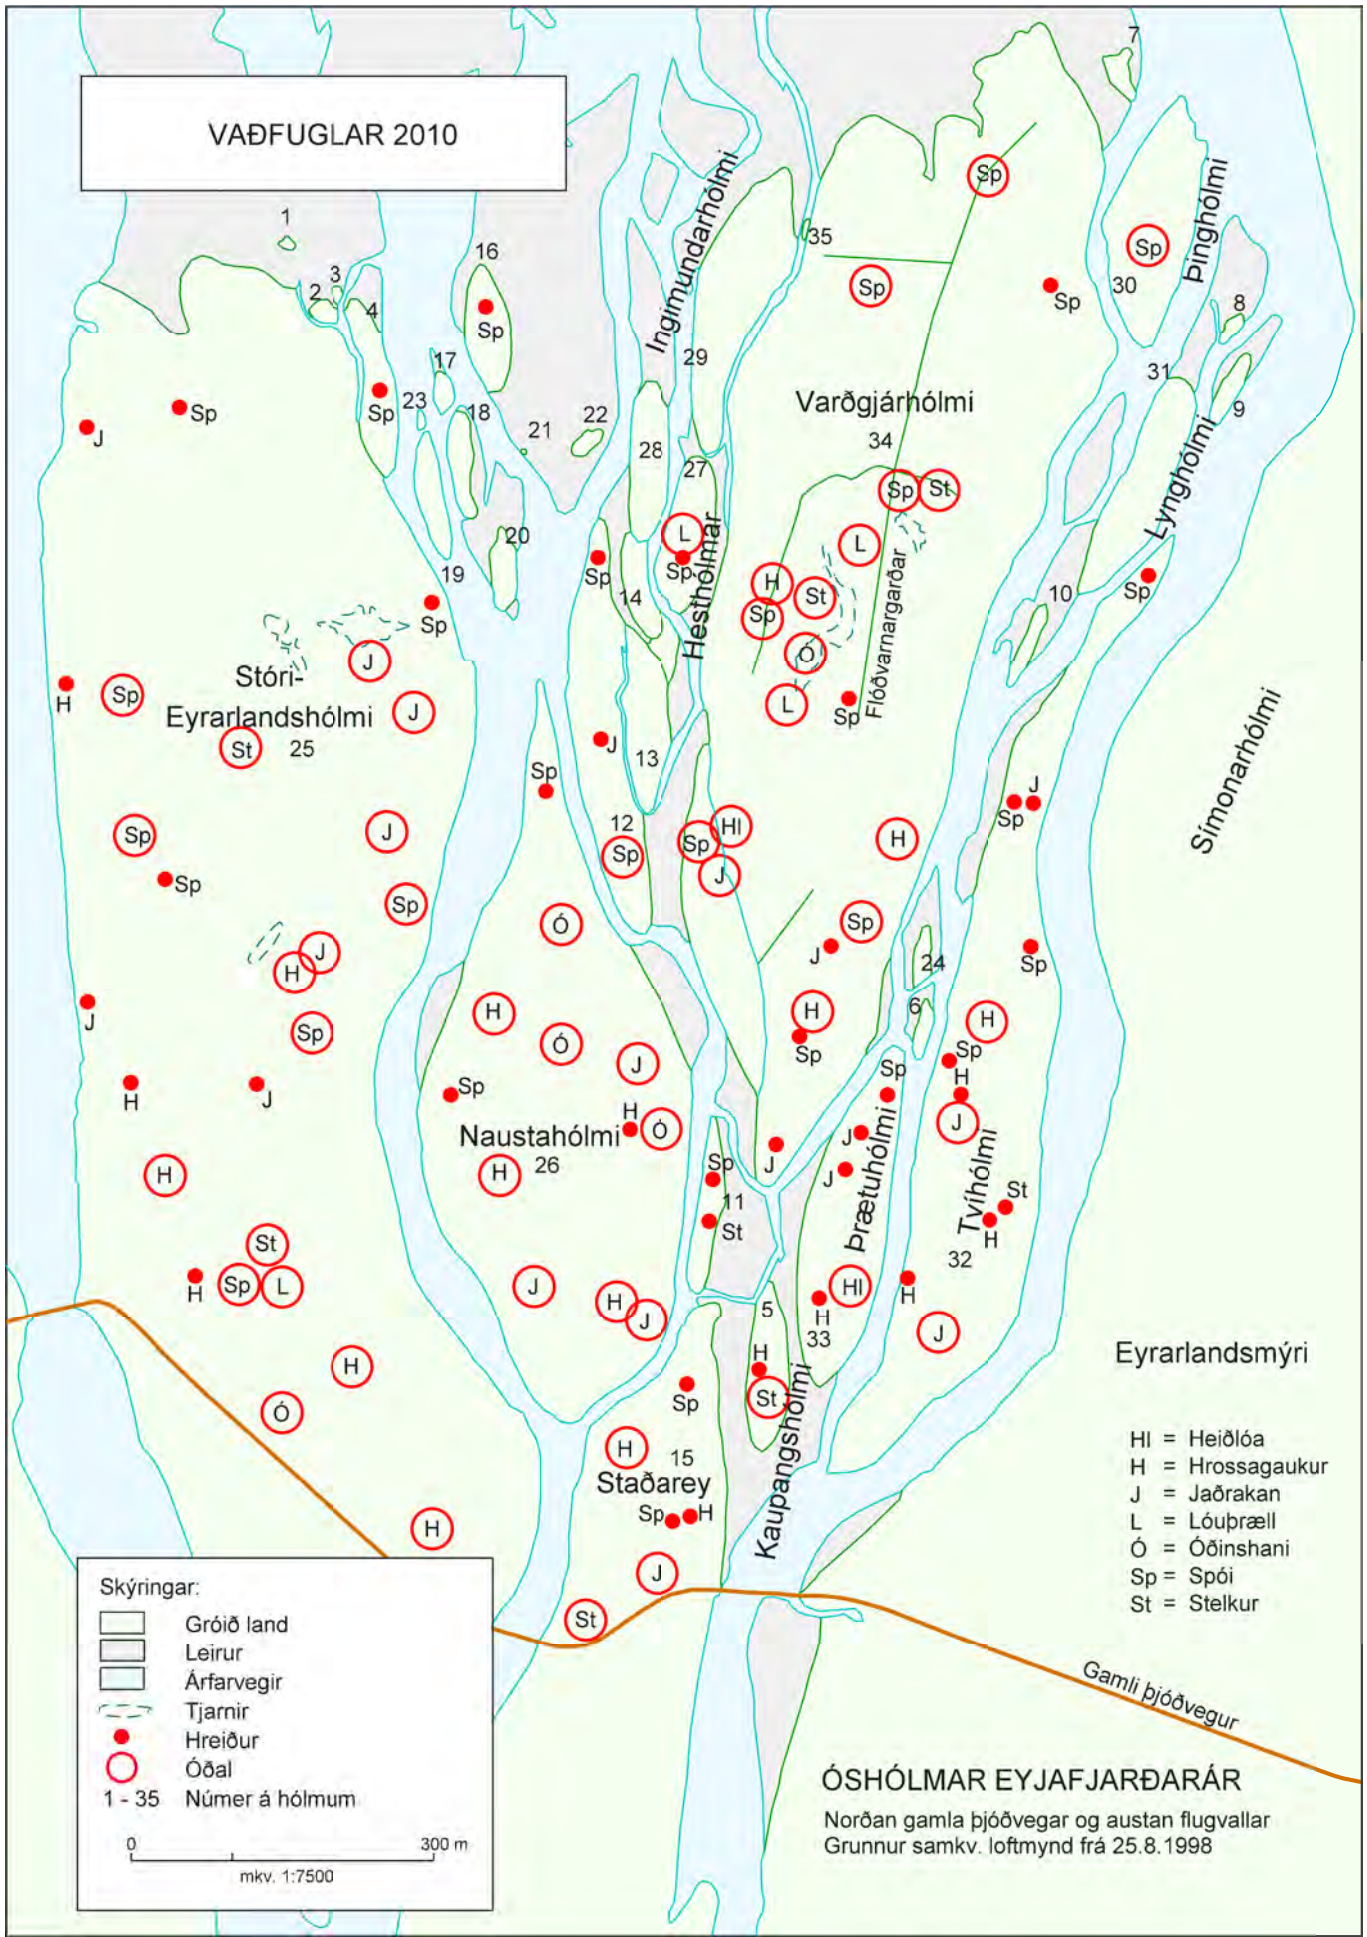 VAÐFUGLAR 2010
7
1
16
35
Ingimundarhólmi
Þinghólmi
Sp
Sp
Sp
Sp
30
3
2
4
Sp
8
17
29
31
9
23
18
Sp
Sp
J
21
22
28
27
Varðgjárhólmi
34
Lynghólmi
Sp
St
20
L
L
19
Sp
14
Sp
Hesthólmar
H
St
Sp
Ó
L
Sp
Flóðvarnargarðar
10
Sp
Sp
J
Stóri-
Eyrarlandshólmi
25
H
Sp
J
St
Símonarhólmi
J
13
Sp
12
Sp
Sp
Hl
J
H
J
Sp
Sp
Sp
J
Sp
Ó
Sp
J
24
Sp
J
H
Sp
J
H
Ó
J
H
Sp
6
H
Sp
H
J
H
J
Sp
H
Ó
Naustahólmi
26
H
Sp
J
J
J
Þrætuhólmi
Tvíhólmi
32
St
H
H
Sp
11
St
H
St
Sp
L
H
J
H
J
5
Hl
H
33
H
J
H
Ó
H
St
Kaupangshólmi
Sp
H
15
Staðarey
Sp
H
J
St
H
Eyrarlandsmýri
Hl = Heiðlóa
H = Hrossagaukur
J = Jaðrakan
L = Lóuþræll
Ó = Óðinshani
Sp = Spói
St = Stelkur
Gamli þjóðvegur
Skýringar:
Gróið land
Leirur
Árfarvegir
Tjarnir
Hreiður
Óðal
1 - 35 Númer á hólmum
0 300 m
mkv. 1:7500
ÓSHÓLMAR EYJAFJARÐARÁR
Norðan gamla þjóðvegar og austan flugvallar
Grunnur samkv. loftmynd frá 25.8.1998